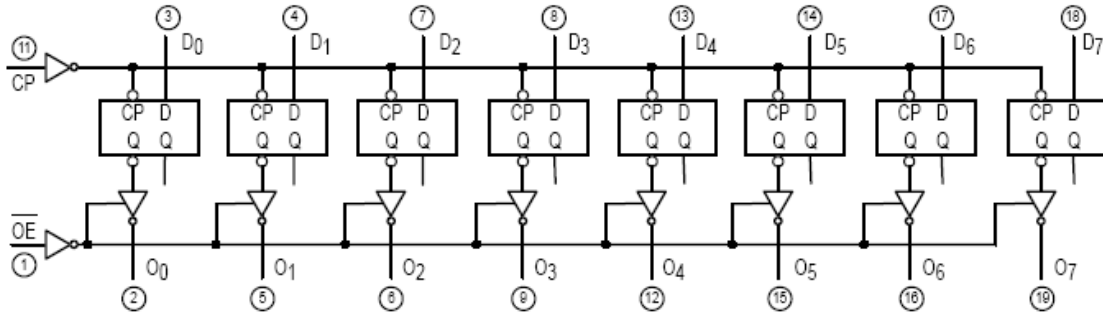 3 4 7 8 13 14 17 18
11 D0 D1 D2 D3 D4 D5 D6 D7
CP
CP D CP D CP D CP D CP D CP D CP D CP D
Q Q Q Q Q Q Q Q Q Q Q Q Q Q Q Q
OE
1 O0 O1 O2 O3 O4 O5 O6 O7
2 5 6 9 12 15 16 19